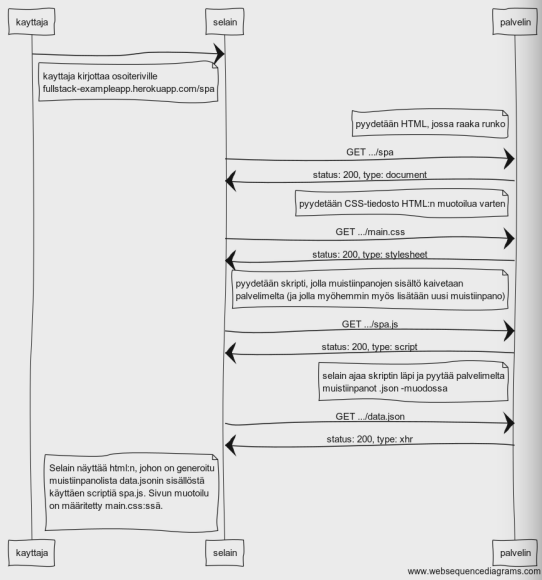 kayttaja
selain
palvelin
kayttaja kirjottaa osoiteriville
fullstack-exampleapp.herokuapp.com/spa
pyydetään HTML, jossa raaka runko
GET .../spa
status: 200, type: document
pyydetään CSS-tiedosto HTML:n muotoilua varten
GET .../main.css
status: 200, type: stylesheet
pyydetään skripti, jolla muistiinpanojen sisältö kaivetaan
palvelimelta (ja jolla myöhemmin myös lisätään uusi muistiinpano)
GET .../spa.js
status: 200, type: script
selain ajaa skriptin läpi ja pyytää palvelimelta
muistiinpanot .json -muodossa
GET .../data.json
status: 200, type: xhr
Selain näyttää html:n, johon on generoitu
muistiinpanolista data.jsonin sisällöstä
käyttäen scriptiä spa.js. Sivun muotoilu
on määritetty main.css:ssä.
kayttaja
selain
palvelin
www.websequencediagrams.com